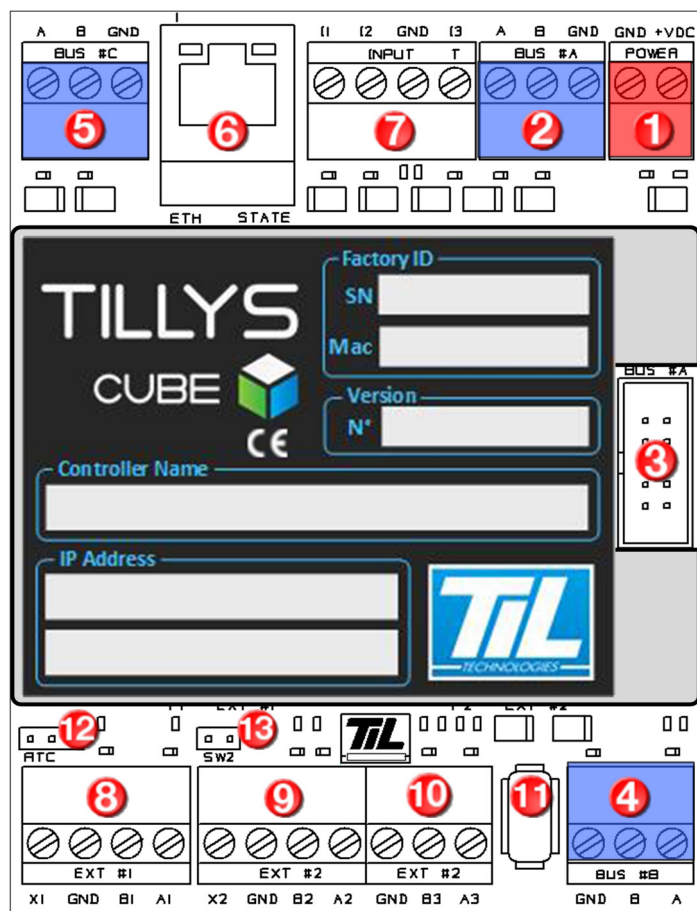 A B GND I1 I2 GND I3 A B GND GND +VDC
BUS #C INPUT T BUS #A POWER
5 6 7 2 1
ETH STATE
TILLYS
CUBE
CE
Factory ID
SN
Mac
Version
N°
BUS #A
3
Controller Name
IP Address
TiL
TECHNOLOGIES
EXT #1 EXT #2
12 13 TiL
ATC SW2
8 9 10 11 4
EXT #1 EXT #2 EXT #2 BUS #B
X1 GND B1 A1 X2 GND B2 A2 GND B3 A3 GND B A